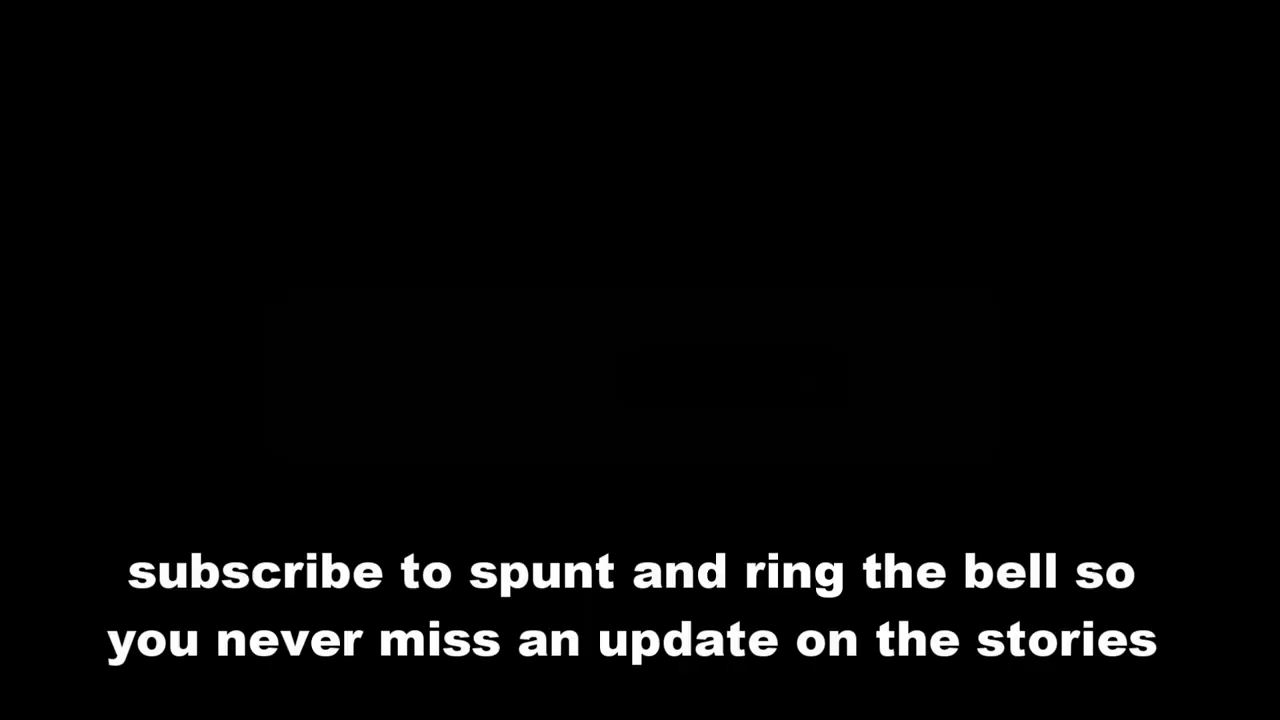 subscribe to spunt and ring the bell so
you never miss an update on the stories